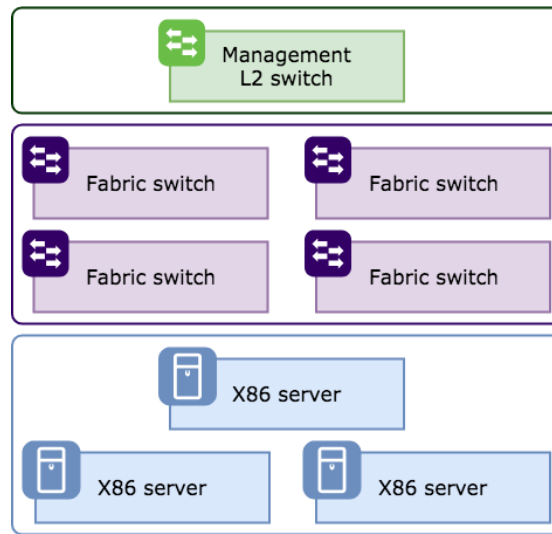 Management
L2 switch
Fabric switch
Fabric switch
Fabric switch
Fabric switch
X86 server
X86 server
X86 server